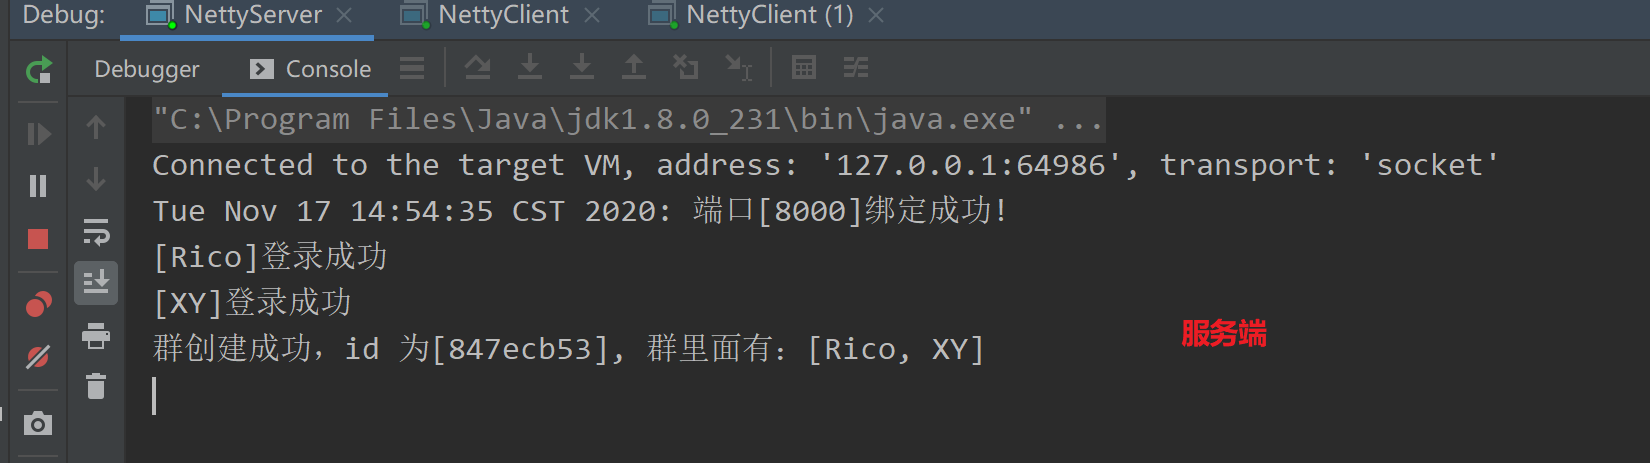 Debug: NettyServer NettyClient NettyClient (1)
Debugger Console
"C:\Program Files\Java\jdk1.8.0_231\bin\java.exe" ...
Connected to the target VM, address: '127.0.0.1:64986', transport: 'socket'
Tue Nov 17 14:54:35 CST 2020: 端口[8000]绑定成功!
[Rico]登录成功
[XY]登录成功
群创建成功，id 为[847ecb53], 群里面有：[Rico, XY]
服务端